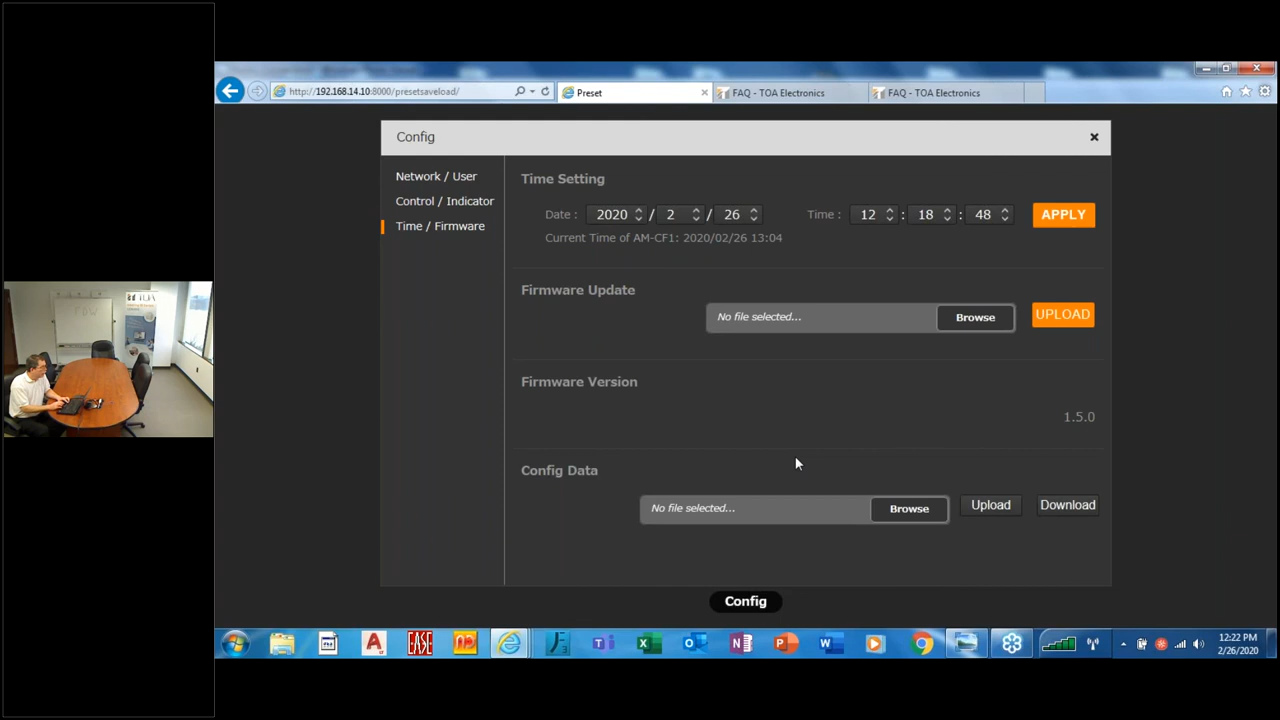 http://192.168.14.10:8000/presetsaveload/
Preset
FAQ - TOA Electronics
FAQ - TOA Electronics
Config
Network / User
Control / Indicator
Time / Firmware
Time Setting
Date : 2020 / 2 / 26
Time : 12 : 18 : 48
APPLY
Current Time of AM-CF1: 2020/02/26 13:04
Firmware Update
No file selected...
Browse
UPLOAD
Firmware Version
1.5.0
Config Data
No file selected...
Browse
Upload
Download
Config
TOA
EASE
12:22 PM
2/26/2020